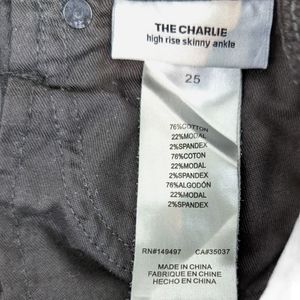 THE CHARLIE
high rise skinny ankle
25
76%COTTON
22%MODAL
2%SPANDEX
76%COTON
22%MODAL
2%SPANDEX
76%ALGODÓN
22%MODAL
2%SPANDEX
RN#149497 CA#35037
MADE IN CHINA
FABRIQUE EN CHINE
HECHO EN CHINA